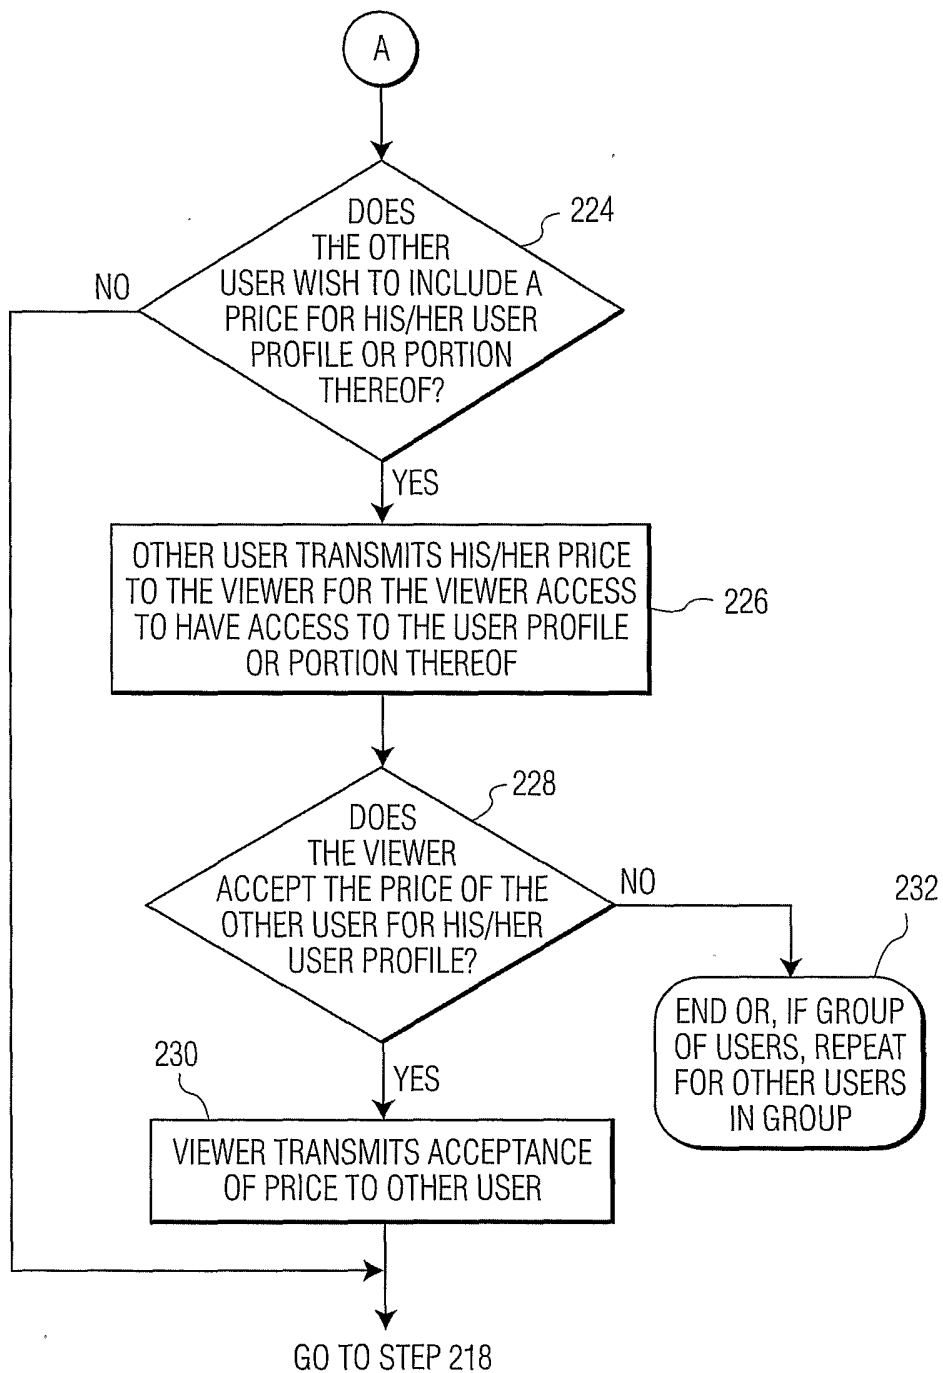 A
224
DOES
THE OTHER
USER WISH TO INCLUDE A
PRICE FOR HIS/HER USER
PROFILE OR PORTION
THEREOF?
NO
YES
OTHER USER TRANSMITS HIS/HER PRICE
TO THE VIEWER FOR THE VIEWER ACCESS
TO HAVE ACCESS TO THE USER PROFILE
OR PORTION THEREOF
226
228
DOES
THE VIEWER
ACCEPT THE PRICE OF THE
OTHER USER FOR HIS/HER
USER PROFILE?
NO
232
END OR, IF GROUP
OF USERS, REPEAT
FOR OTHER USERS
IN GROUP
YES
230
VIEWER TRANSMITS ACCEPTANCE
OF PRICE TO OTHER USER
GO TO STEP 218